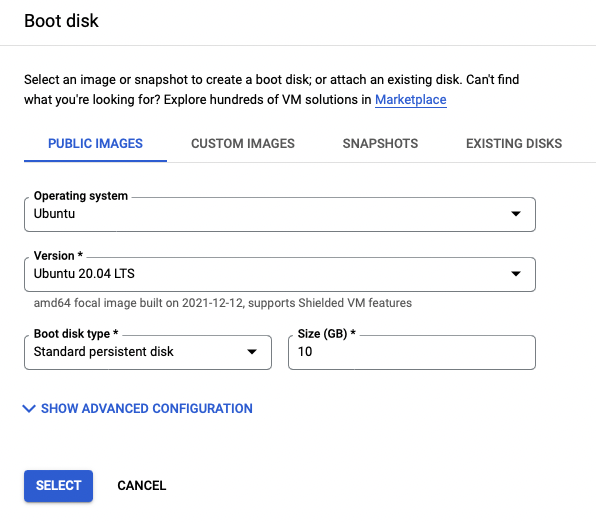 Boot disk
Select an image or snapshot to create a boot disk; or attach an existing disk. Can't find
what you're looking for? Explore hundreds of VM solutions in Marketplace
PUBLIC IMAGES CUSTOM IMAGES SNAPSHOTS EXISTING DISKS
Operating system
Ubuntu
Version *
Ubuntu 20.04 LTS
amd64 focal image built on 2021-12-12, supports Shielded VM features
Boot disk type * Size (GB) *
Standard persistent disk 10
SHOW ADVANCED CONFIGURATION
SELECT CANCEL